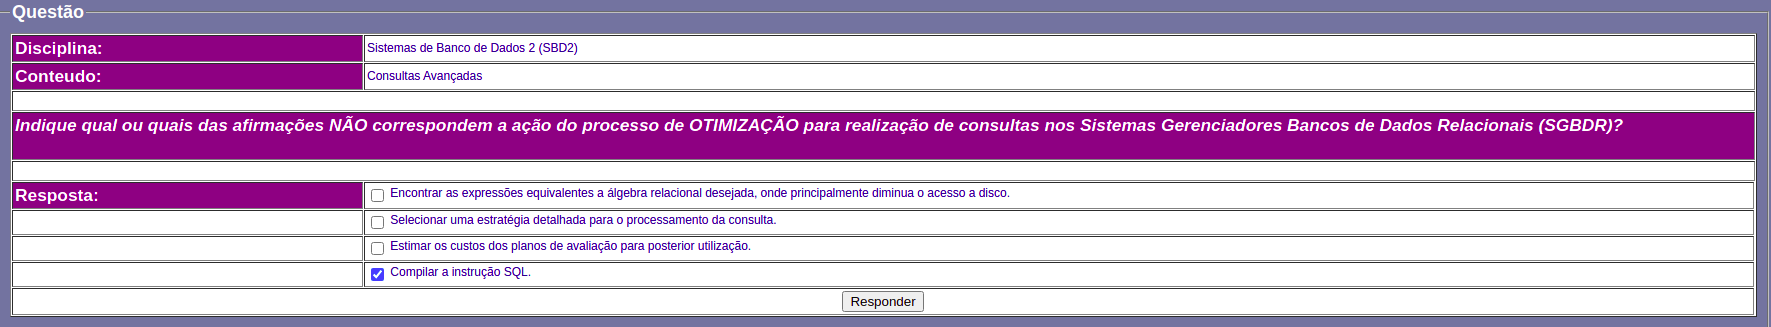 Questão
Disciplina: Sistemas de Banco de Dados 2 (SBD2)
Conteudo: Consultas Avançadas
Indique qual ou quais das afirmações NÃO correspondem a ação do processo de OTIMIZAÇÃO para realização de consultas nos Sistemas Gerenciadores Bancos de Dados Relacionais (SGBDR)?
Resposta: Encontrar as expressões equivalentes a álgebra relacional desejada, onde principalmente diminua o acesso a disco.
Selecionar uma estratégia detalhada para o processamento da consulta.
Estimar os custos dos planos de avaliação para posterior utilização.
Compilar a instrução SQL.
Responder